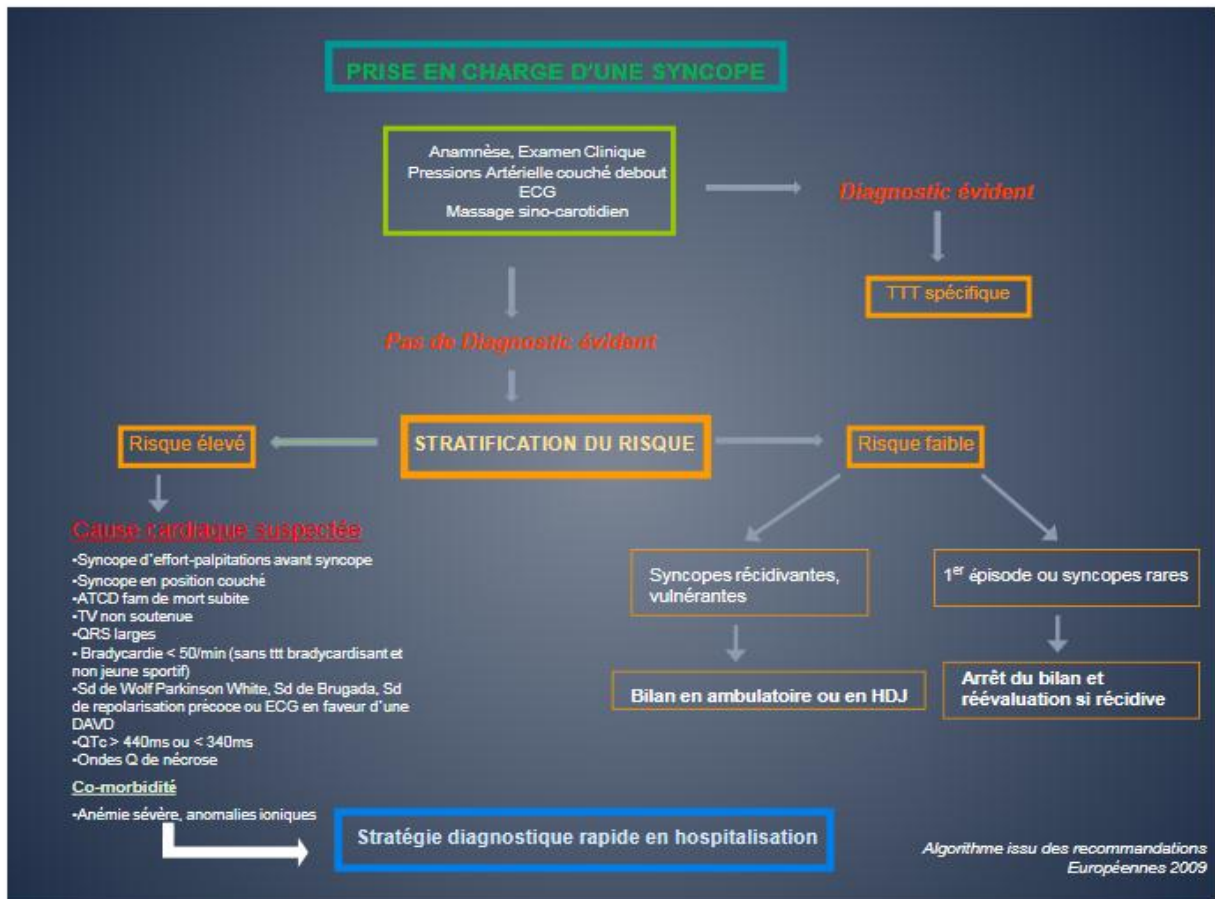 PRISE EN CHARGE D'UNE SYNCOPE
Anamnèse, Examen Clinique
Pressions Artérielle couché debout
ECG
Massage sino-carotidien
Diagnostic évident
TTT spécifique
Pas de Diagnostic évident
Risque élevé
STRATIFICATION DU RISQUE
Risque faible
Cause cardiaque suspectée
•Syncope d'effort-palpitations avant syncope
•Syncope en position couché
•ATCD fam de mort subite
•TV non soutenue
•QRS larges
• Bradycardie < 50/min (sans ttt bradycardisant et
non jeune sportif)
•Sd de Wolf Parkinson White, Sd de Brugada, Sd
de repolarisation précoce ou ECG en faveur d'une
DAVD
•QTc > 440ms ou < 340ms
•Ondes Q de nécrose
Co-morbidité
•Anémie sévère, anomalies ioniques
Syncopes récidivantes,
vulnérantes
1er épisode ou syncopes rares
Bilan en ambulatoire ou en HDJ
Arrêt du bilan et
réévaluation si récidive
Stratégie diagnostique rapide en hospitalisation
Algorithme issu des recommandations
Européennes 2009